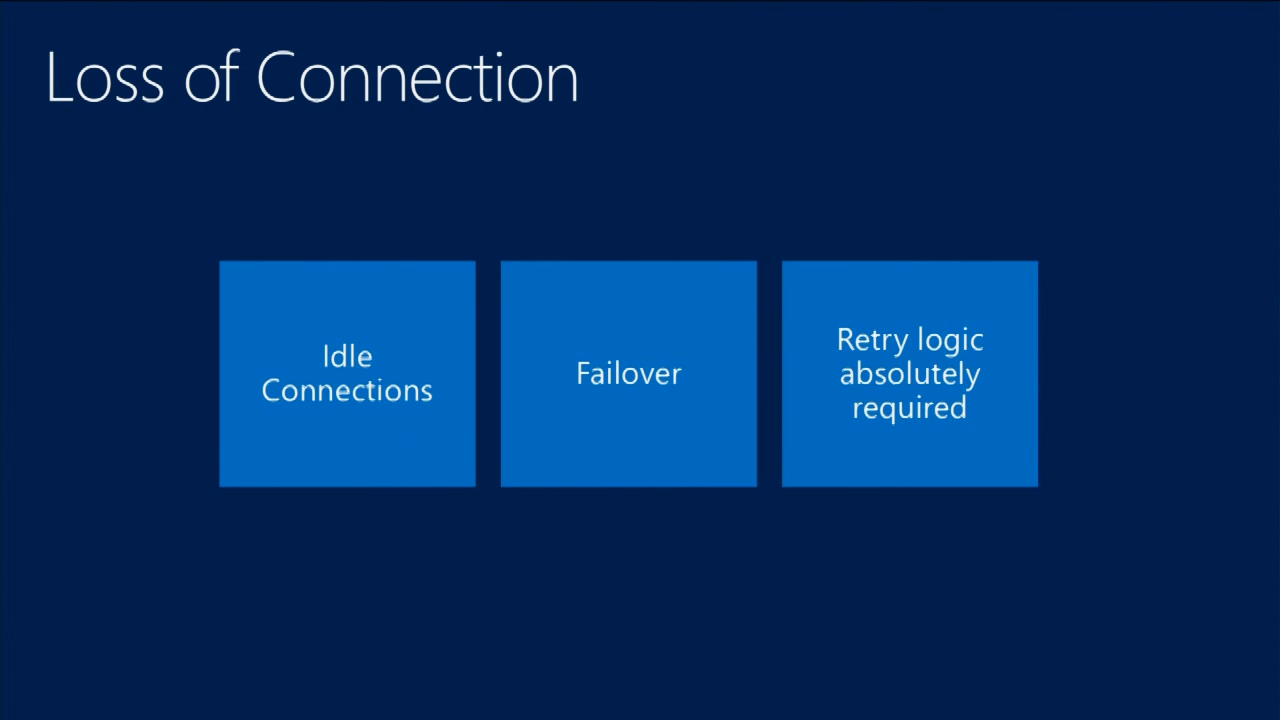 Loss of Connection
Idle
Connections
Failover
Retry logic
absolutely
required